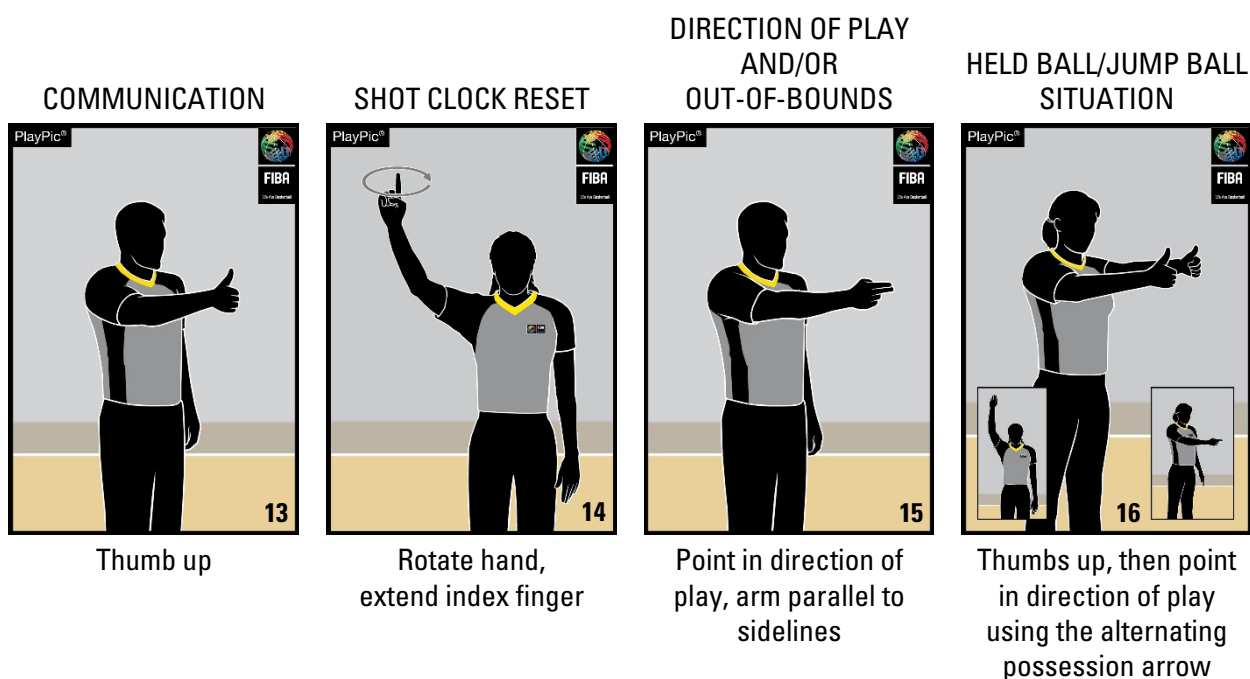 COMMUNICATION
PlayPic®
FIBA
13
Thumb up
SHOT CLOCK RESET
PlayPic®
FIBA
14
Rotate hand,
extend index finger
DIRECTION OF PLAY
AND/OR
OUT-OF-BOUNDS
PlayPic®
FIBA
15
Point in direction of
play, arm parallel to
sidelines
HELD BALL/JUMP BALL
SITUATION
PlayPic®
FIBA
16
Thumbs up, then point
in direction of play
using the alternating
possession arrow